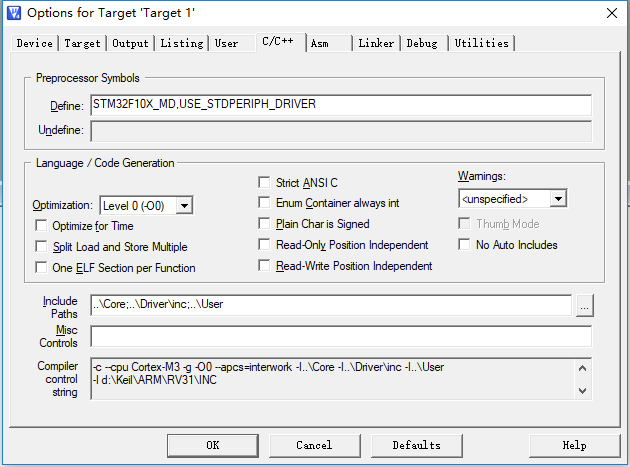 Options for Target 'Target 1'
Device Target Output Listing User C/C++ Asm Linker Debug Utilities
Preprocessor Symbols
Define: STM32F10X_MD,USE_STDPERIPH_DRIVER
Undefine:
Language / Code Generation
Strict ANSI C Warnings:
Optimization: Level 0 (-O0) Enum Container always int <unspecified>
Optimize for Time Plain Char is Signed Thumb Mode
Split Load and Store Multiple Read-Only Position Independent No Auto Includes
One ELF Section per Function Read-Write Position Independent
Include Paths ..\Core;..\Driver\inc;..\User ...
Misc Controls
Compiler control string -c --cpu Cortex-M3 -g -O0 --apcs=interwork -I..\Core -I..\Driver\inc -I..\User
-I d:\Keil\ARM\RV31\INC
OK Cancel Defaults Help